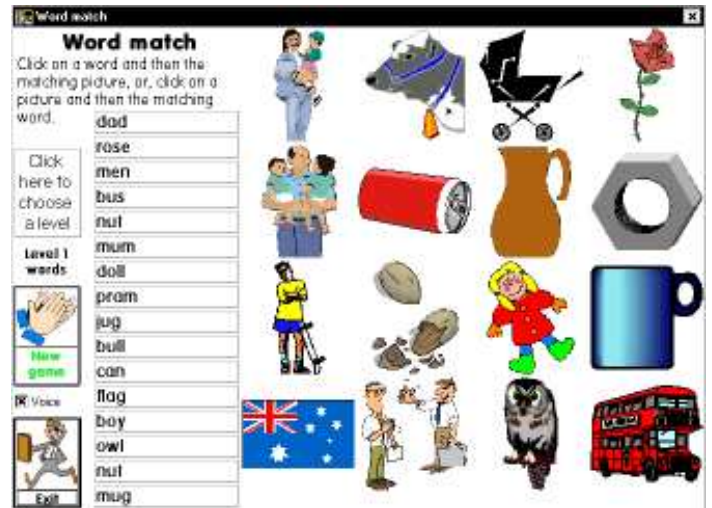 Word match
Word match
Click on a word and then the
matching picture, or, click on a
picture and then the matching
word.
Click
here to
choose
a level
Level 1
words
New
game
Voice
Exit
dad
rose
men
bus
nut
mum
doll
pram
jug
bull
can
flag
boy
owl
nut
mug